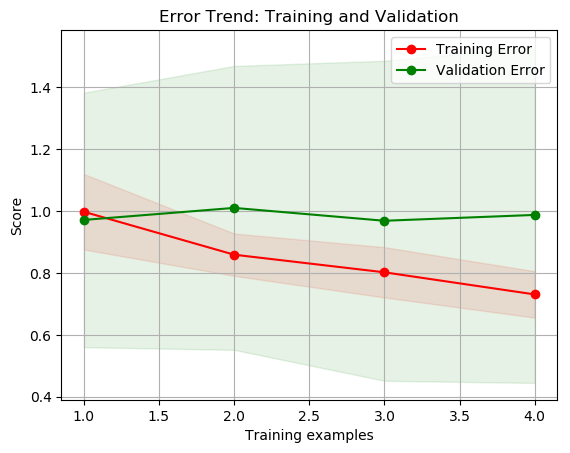 Error Trend: Training and Validation
Training Error
Validation Error
Score
1.4
1.2
1.0
0.8
0.6
0.4
1.0 1.5 2.0 2.5 3.0 3.5 4.0
Training examples